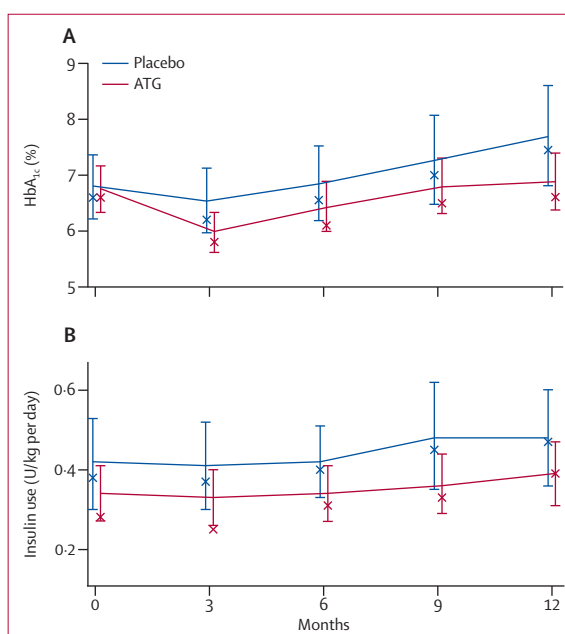 A
Placebo
ATG
HbA1c (%)
9
8
7
6
5
B
Insulin use (U/kg per day)
0·6
0·4
0·2
0 3 6 9 12
Months